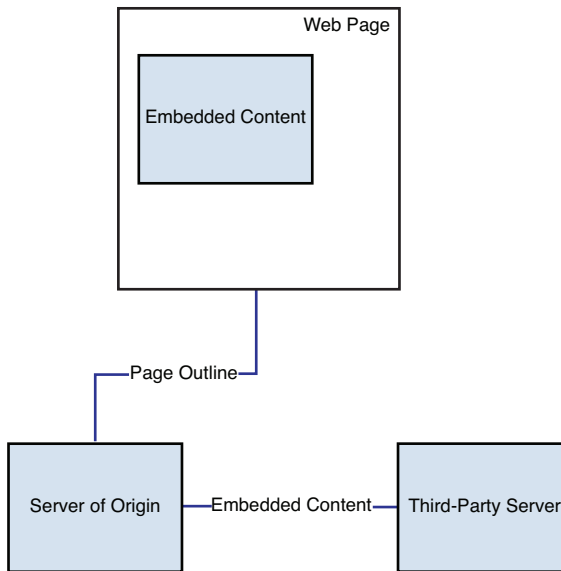 Web Page
Embedded Content
Page Outline
Server of Origin
Embedded Content
Third-Party Server